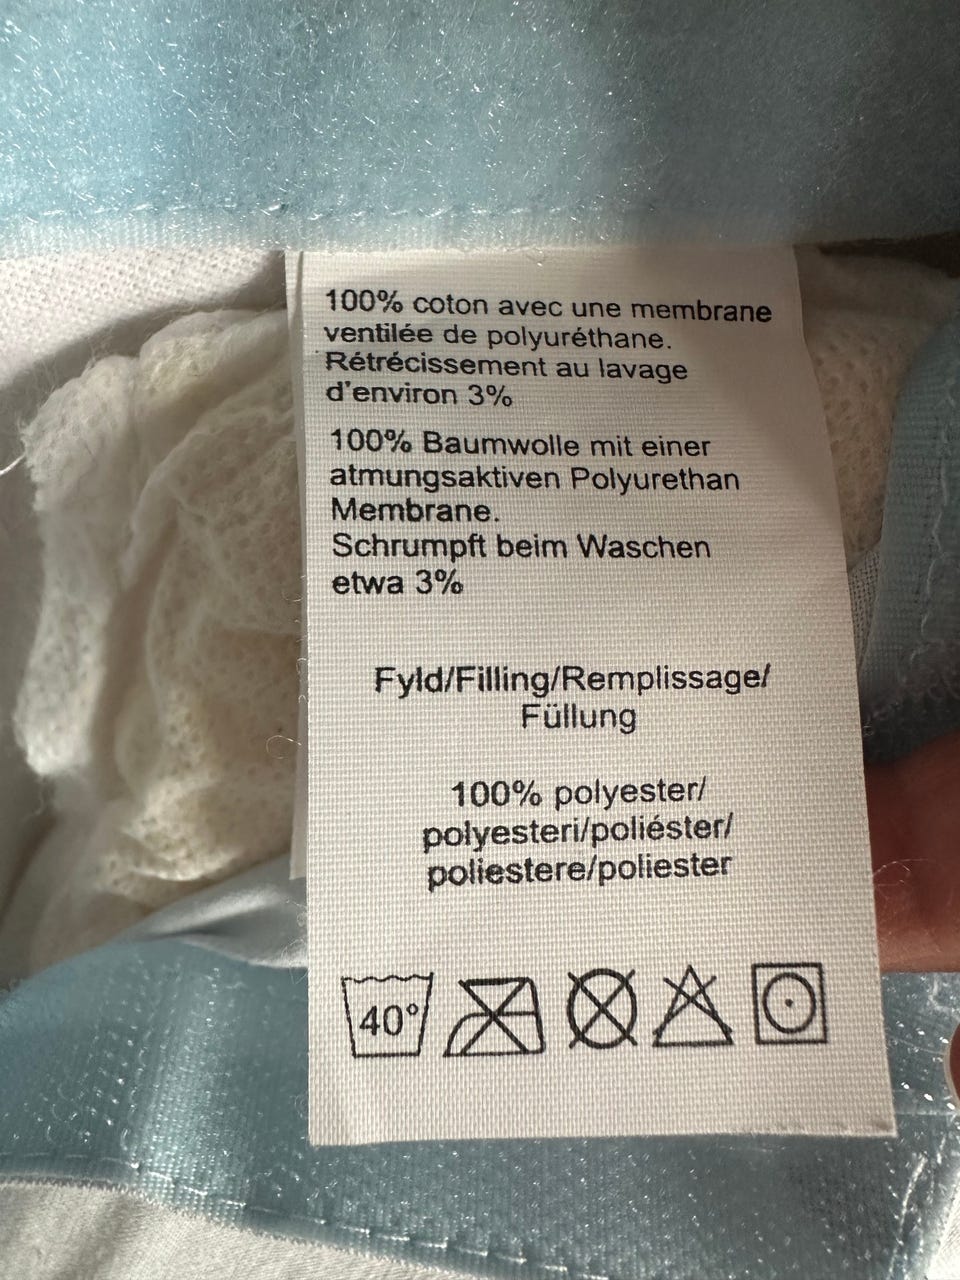 100% coton avec une membrane
ventilée de polyuréthane.
Rétrécissement au lavage
d'environ 3%
100% Baumwolle mit einer
atmungsaktiven Polyurethan
Membrane.
Schrumpft beim Waschen
etwa 3%
Fyld/Filling/Remplissage/
Füllung
100% polyester/
polyesteri/poliéster/
poliestere/poliester
40°